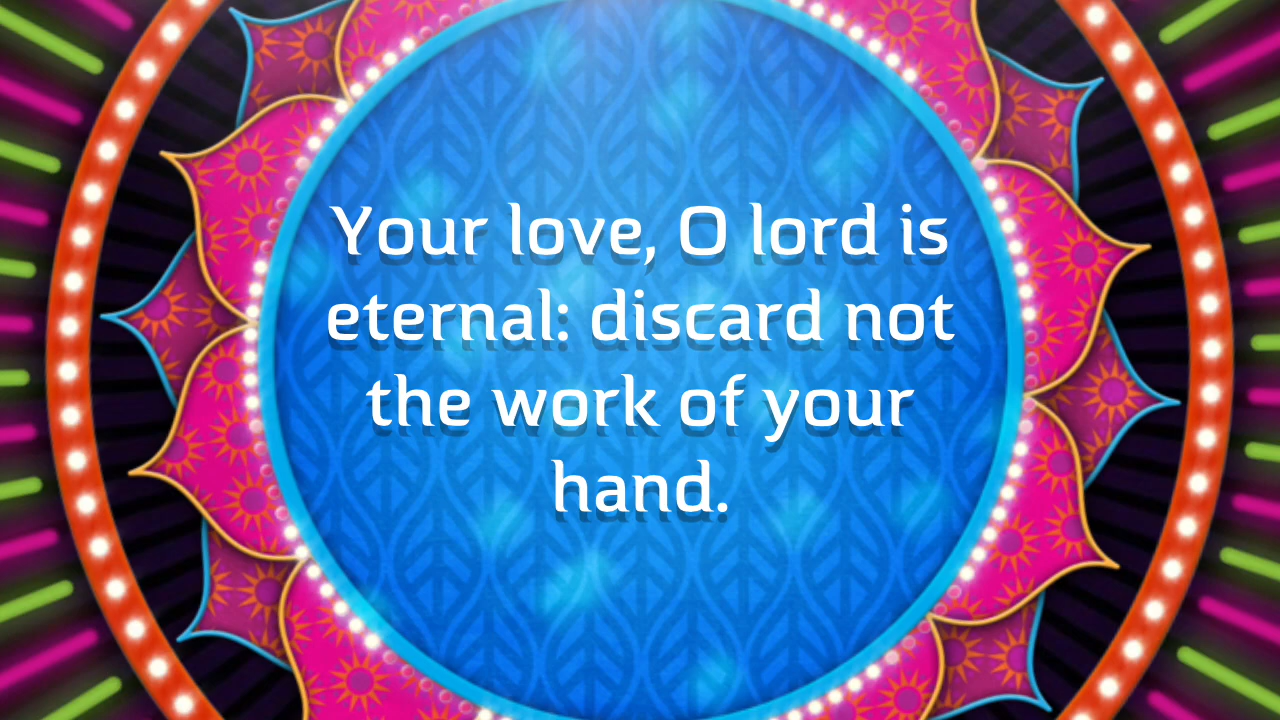 Your love, O lord is
eternal: discard not
the work of your
hand.